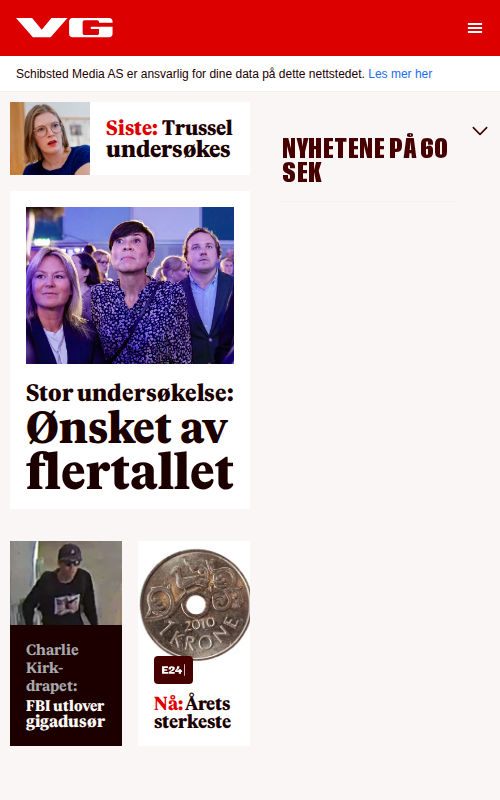 VG
Schibsted Media AS er ansvarlig for dine data på dette nettstedet. Les mer her
Siste: Trussel
undersøkes
NYHETENE PÅ 60
SEK
Stor undersøkelse:
Ønsket av
flertallet
Charlie
Kirk-
drapet:
FBI utlover
gigadusør
2010
1 KRONE
E24
Nå: Årets
sterkeste